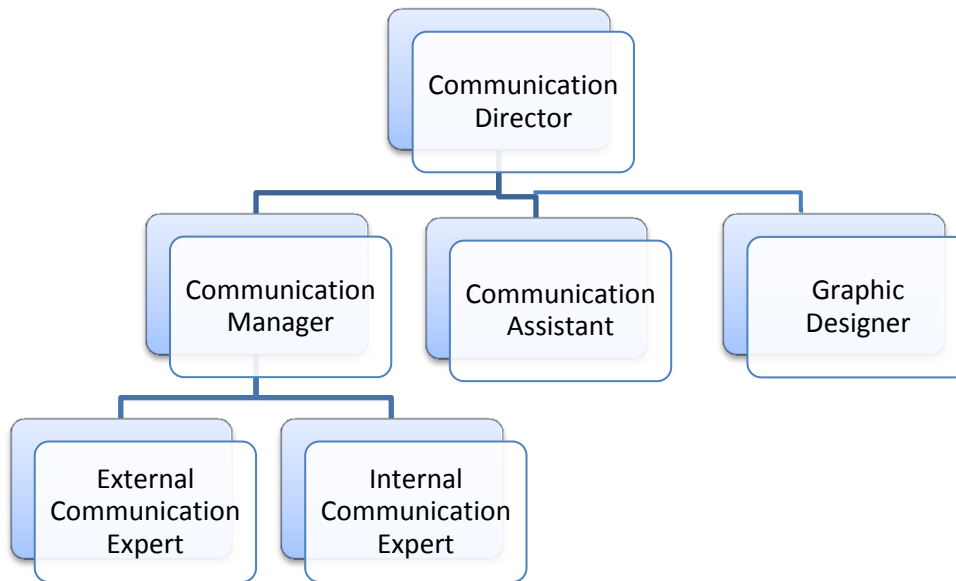 Communication
Director
Communication
Manager
Communication
Assistant
Graphic
Designer
External
Communication
Expert
Internal
Communication
Expert